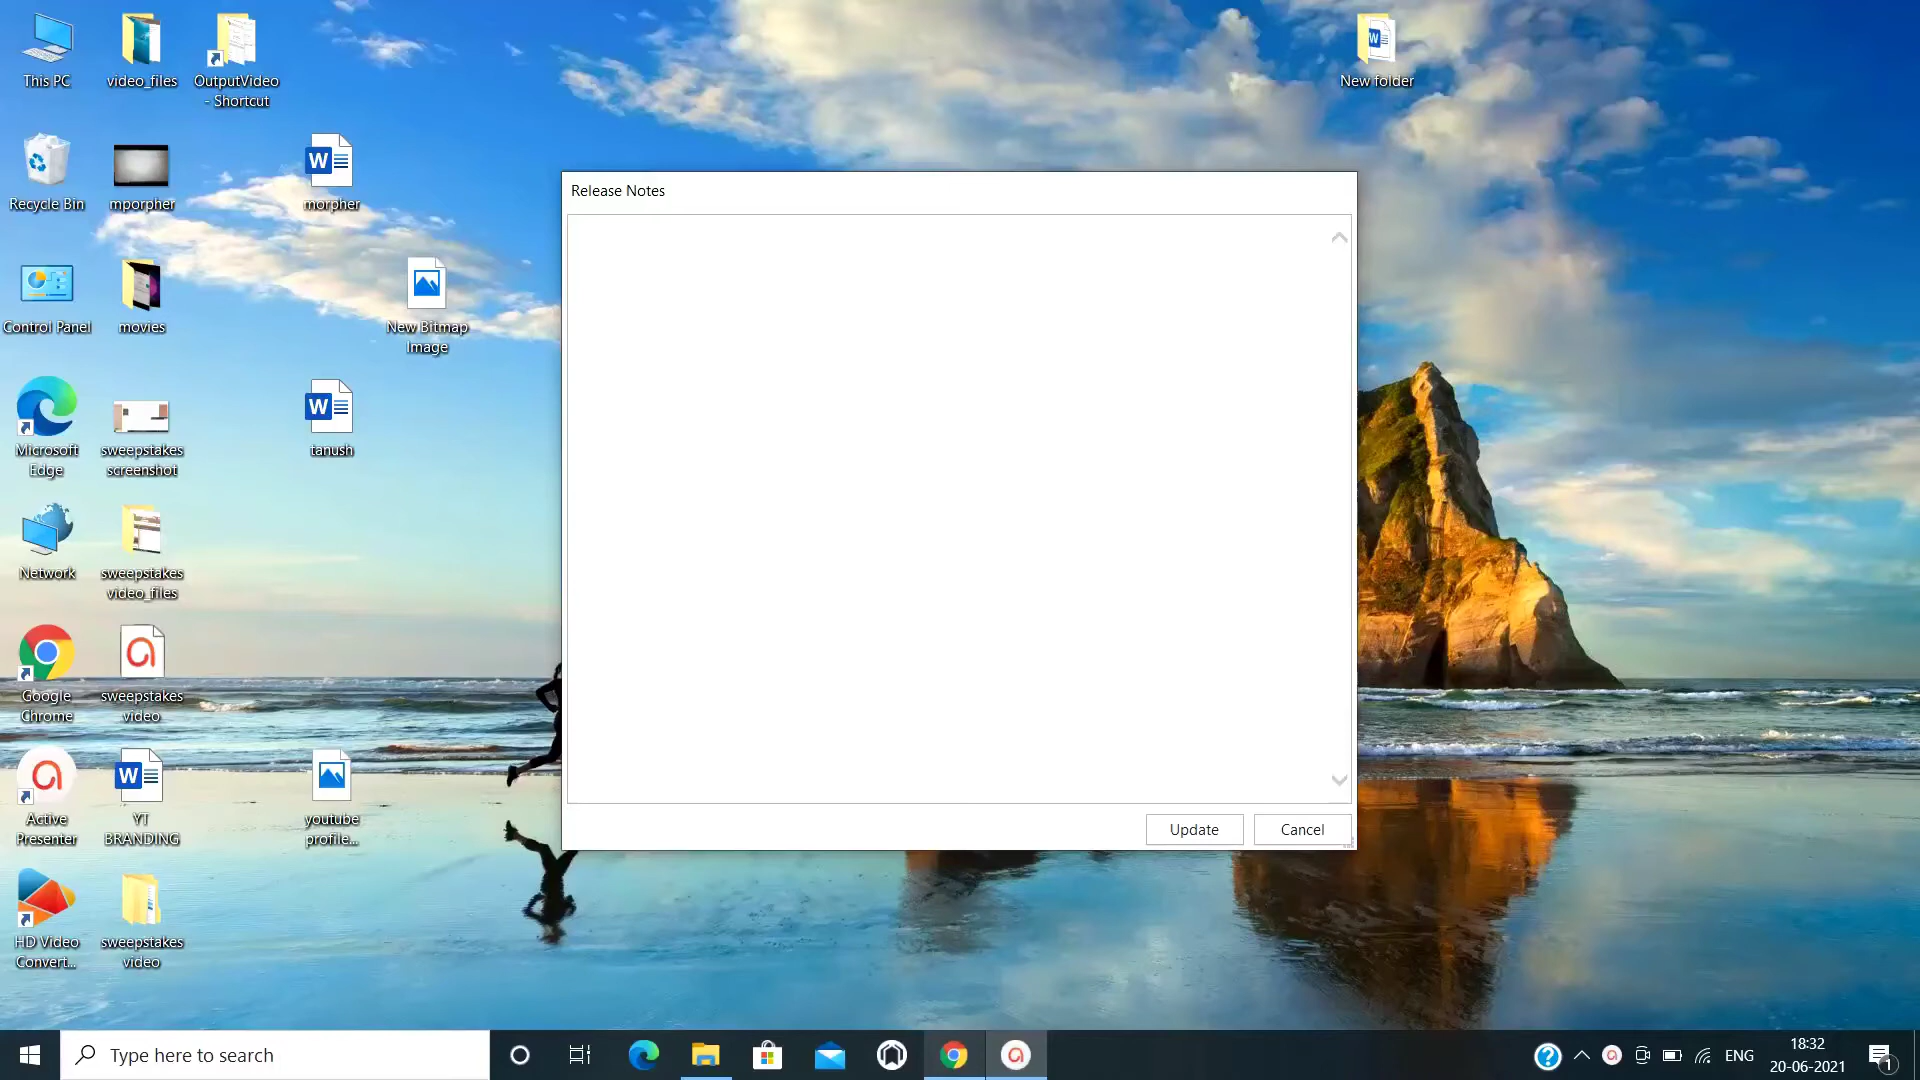 This PC
video_files
OutputVideo
- Shortcut
New folder
Recycle Bin
mporpher
morpher
Release Notes
Control Panel
movies
New Bitmap
Image
Microsoft
Edge
sweepstakes
screenshot
tanush
Network
sweepstakes
video_files
Google
Chrome
sweepstakes
video
Active
Presenter
YT
BRANDING
youtube
profile...
Update
Cancel
HD Video
Convert...
sweepstakes
video
Type here to search
ENG
18:32
20-06-2021
1